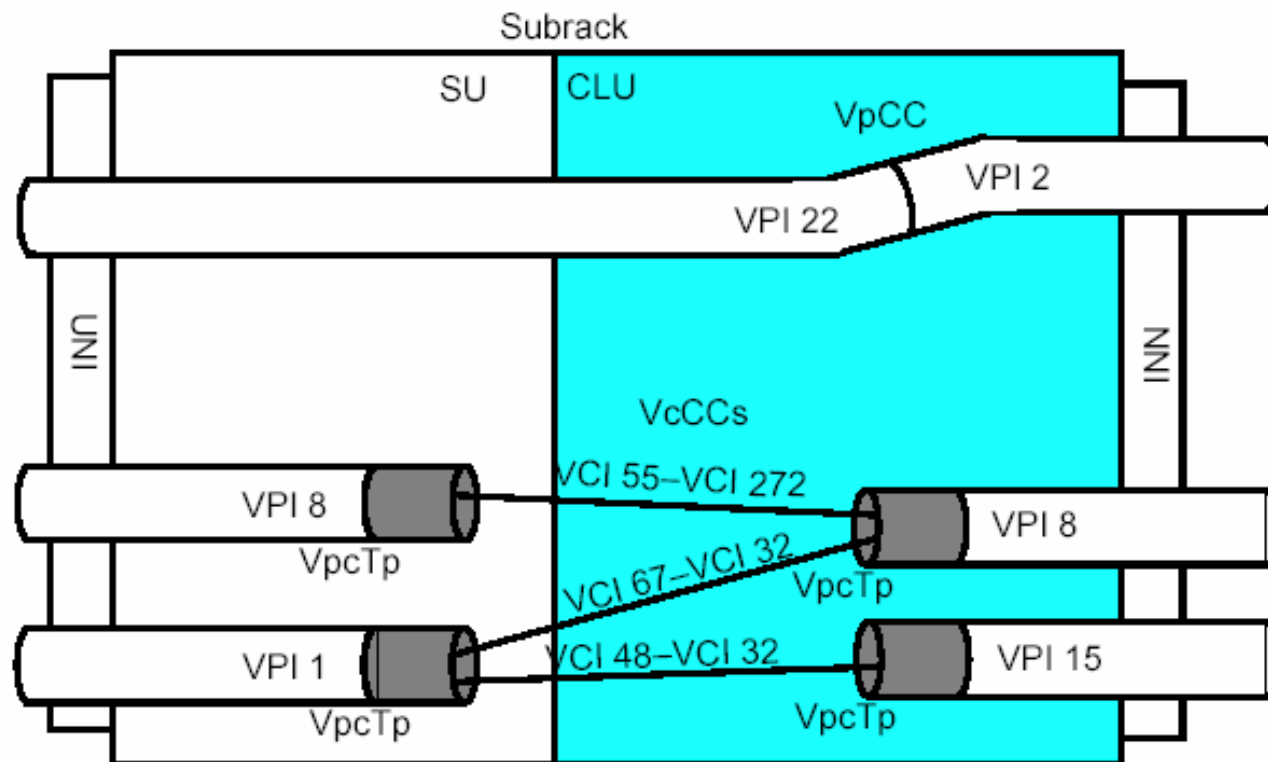 Subrack
SU
CLU
VpCC
VPI 2
VPI 22
UNI
NNI
VcCCs
VCI 55–VCI 272
VPI 8
VPI 8
VpcTp
VCI 67–VCI 32
VpcTp
VCI 48–VCI 32
VPI 1
VPI 15
VpcTp
VpcTp